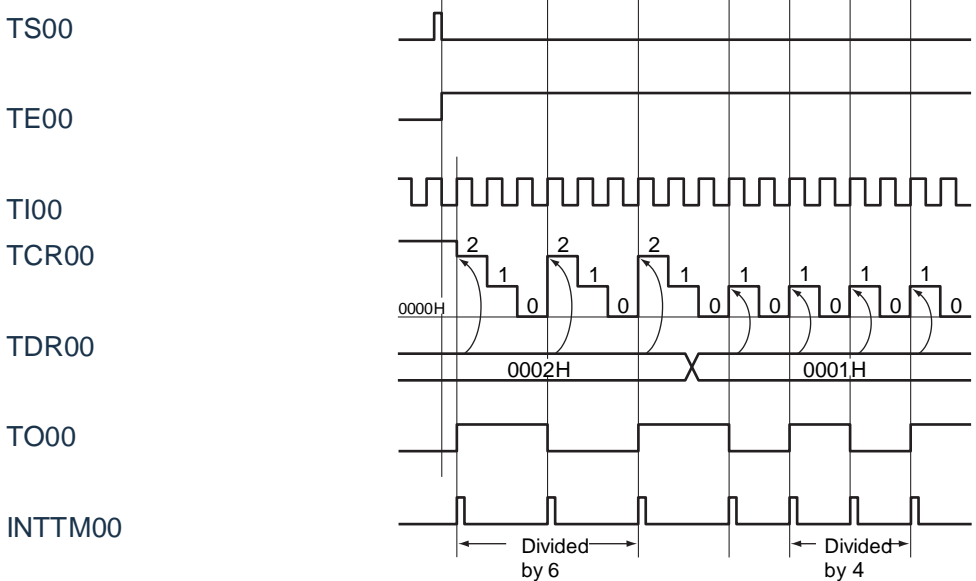 TS00
TE00
TI00
TCR00
2 2 2
1 1 1 1 1 1 1
0000H 0 0 0 0 0 0 0
TDR00
0002H 0001H
TO00
INTTM00
Divided by 6
Divided by 4